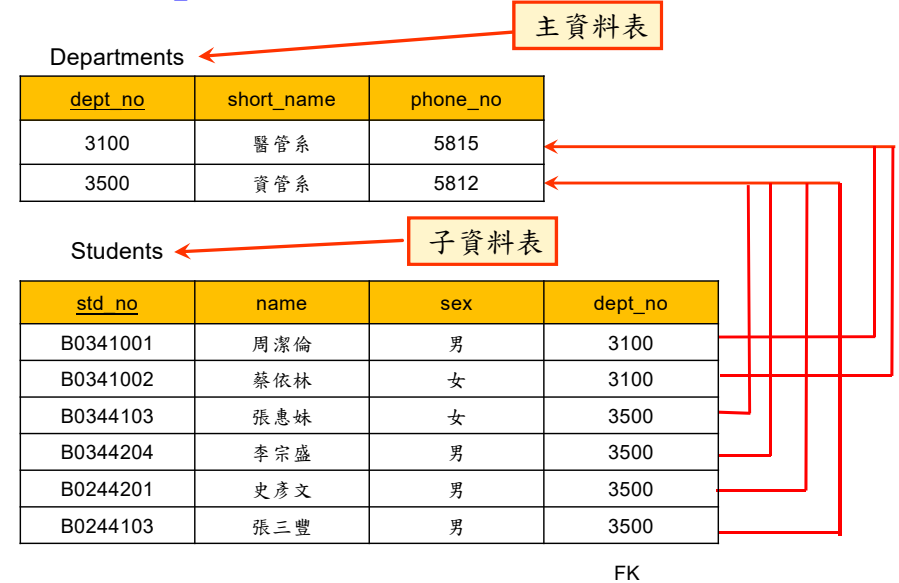 主資料表
Departments
dept_no short_name phone_no
3100 醫管系 5815
3500 資管系 5812
子資料表
Students
std_no name sex dept_no
B0341001 周潔倫 男 3100
B0341002 蔡依林 女 3100
B0344103 張惠妹 女 3500
B0344204 李宗盛 男 3500
B0244201 史彥文 男 3500
B0244103 張三豐 男 3500
FK